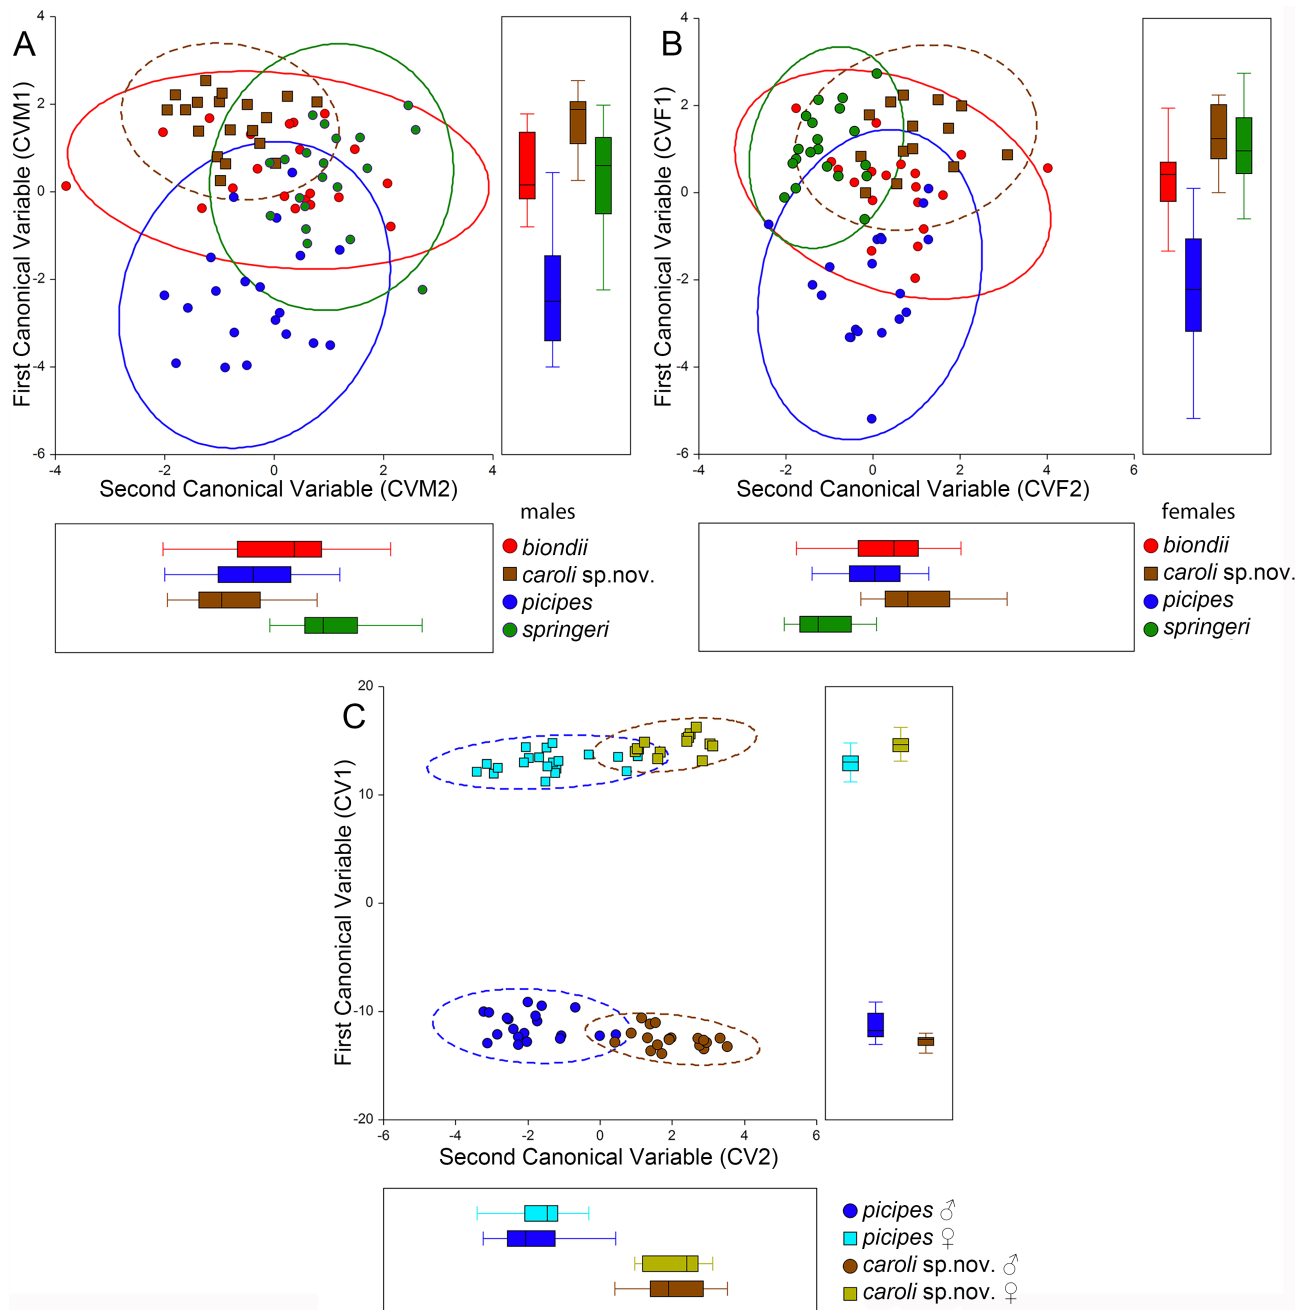 A
First Canonical Variable (CVM1)
4
2
0
-2
-4
-6
-4
-2
0
2
4
Second Canonical Variable (CVM2)
males
biondii
caroli sp.nov.
picipes
springeri
B
First Canonical Variable (CVF1)
4
2
0
-2
-4
-6
-4
-2
0
2
4
6
Second Canonical Variable (CVF2)
females
biondii
caroli sp.nov.
picipes
springeri
C
First Canonical Variable (CV1)
20
10
0
-10
-20
-6
-4
-2
0
2
4
6
Second Canonical Variable (CV2)
picipes ♂
picipes ♀
caroli sp.nov. ♂
caroli sp.nov. ♀